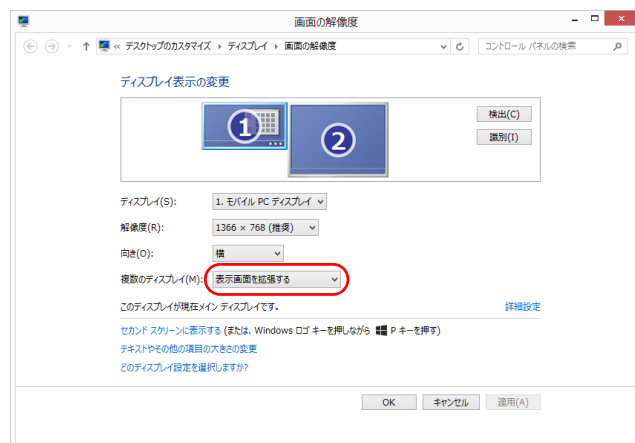 画面の解像度
« デスクトップのカスタマイズ ▸ ディスプレイ ▸ 画面の解像度
コントロール パネルの検索
ディスプレイ表示の変更
1
2
検出(C)
識別(I)
ディスプレイ(S): 1. モバイル PC ディスプレイ
解像度(R): 1366 × 768 (推奨)
向き(O): 横
複数のディスプレイ(M): 表示画面を拡張する
このディスプレイが現在メイン ディスプレイです。 詳細設定
セカンド スクリーンに表示する (または、Windows ロゴ キーを押しながら P キーを押す)
テキストやその他の項目の大きさの変更
どのディスプレイ設定を選択しますか?
OK キャンセル 適用(A)